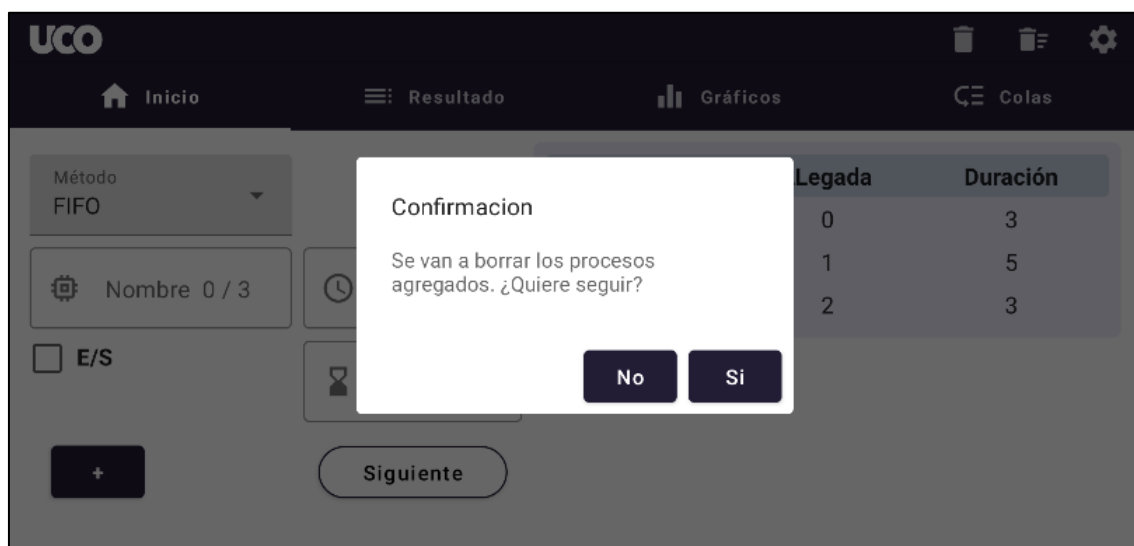 UCO
Inicio
Resultado
Gráficos
Colas
Método
FIFO
Legada
Duración
0
3
Nombre 0 / 3
1
5
2
3
E/S
Confirmacion
Se van a borrar los procesos
agregados. ¿Quiere seguir?
No
Si
+
Siguiente